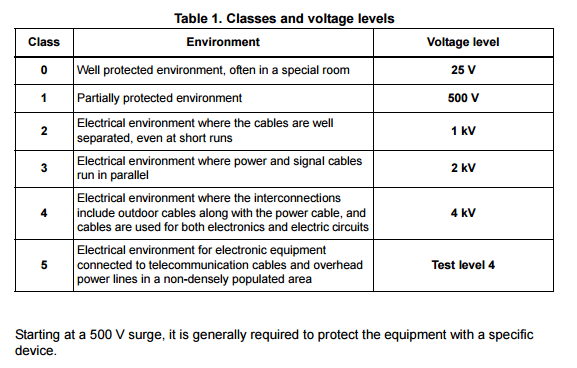 Table 1. Classes and voltage levels
Class Environment Voltage level
0 Well protected environment, often in a special room 25 V
1 Partially protected environment 500 V
2 Electrical environment where the cables are well
separated, even at short runs 1 kV
3 Electrical environment where power and signal cables
run in parallel 2 kV
4 Electrical environment where the interconnections
include outdoor cables along with the power cable, and
cables are used for both electronics and electric circuits 4 kV
5 Electrical environment for electronic equipment
connected to telecommunication cables and overhead
power lines in a non-densely populated area Test level 4
Starting at a 500 V surge, it is generally required to protect the equipment with a specific
device.